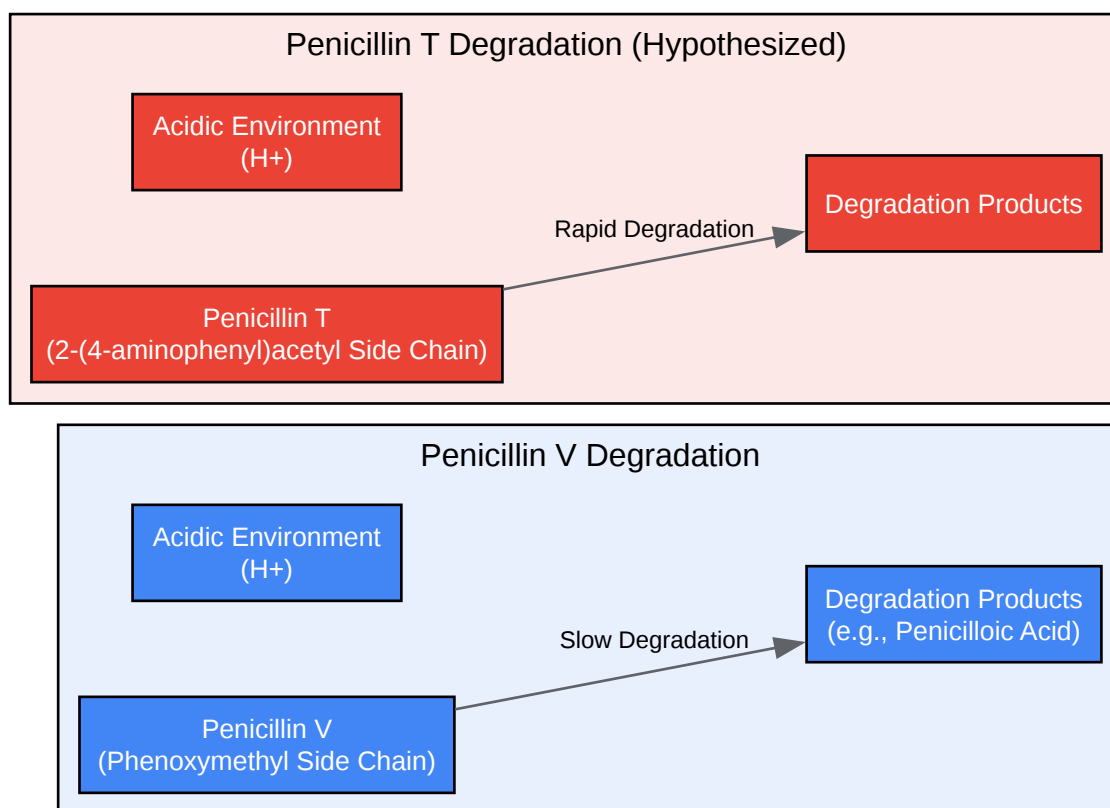 Penicillin T Degradation (Hypothesized)
Acidic Environment
(H+)
Degradation Products
Rapid Degradation
Penicillin T
(2-(4-aminophenyl)acetyl Side Chain)
Penicillin V Degradation
Acidic Environment
(H+)
Degradation Products
(e.g., Penicilloic Acid)
Slow Degradation
Penicillin V
(Phenoxymethyl Side Chain)